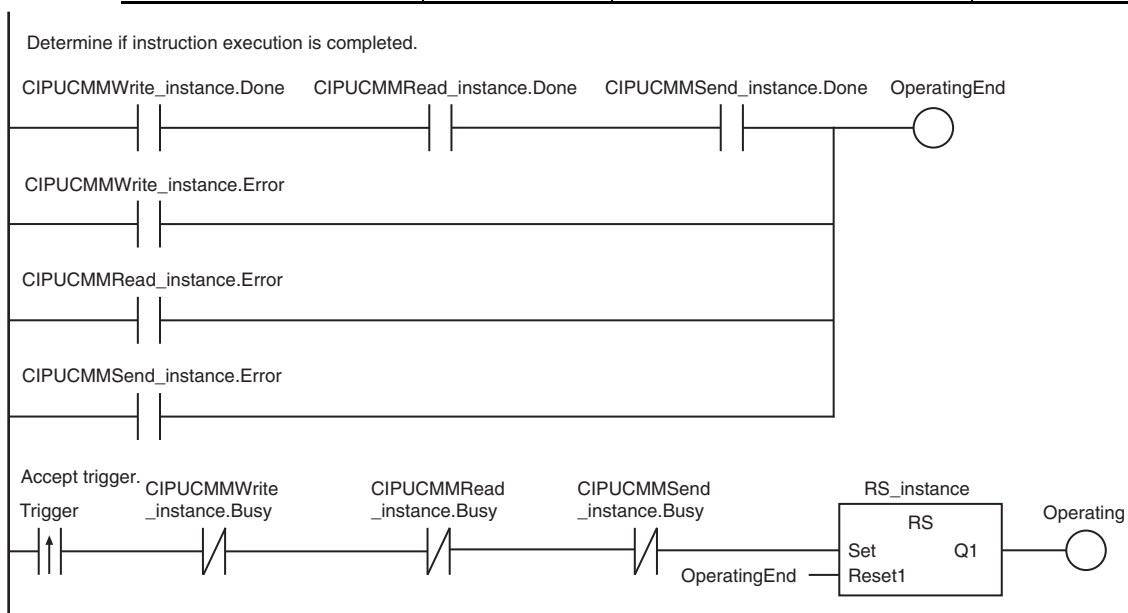 Determine if instruction execution is completed.
CIPUCMMWrite_instance.Done CIPUCMMRead_instance.Done CIPUCMMSend_instance.Done OperatingEnd
CIPUCMMWrite_instance.Error
CIPUCMMRead_instance.Error
CIPUCMMSend_instance.Error
Accept trigger.
Trigger
CIPUCMMWrite
_instance.Busy
CIPUCMMRead
_instance.Busy
CIPUCMMSend
_instance.Busy
RS_instance
RS
Set Q1
OperatingEnd Reset1
Operating